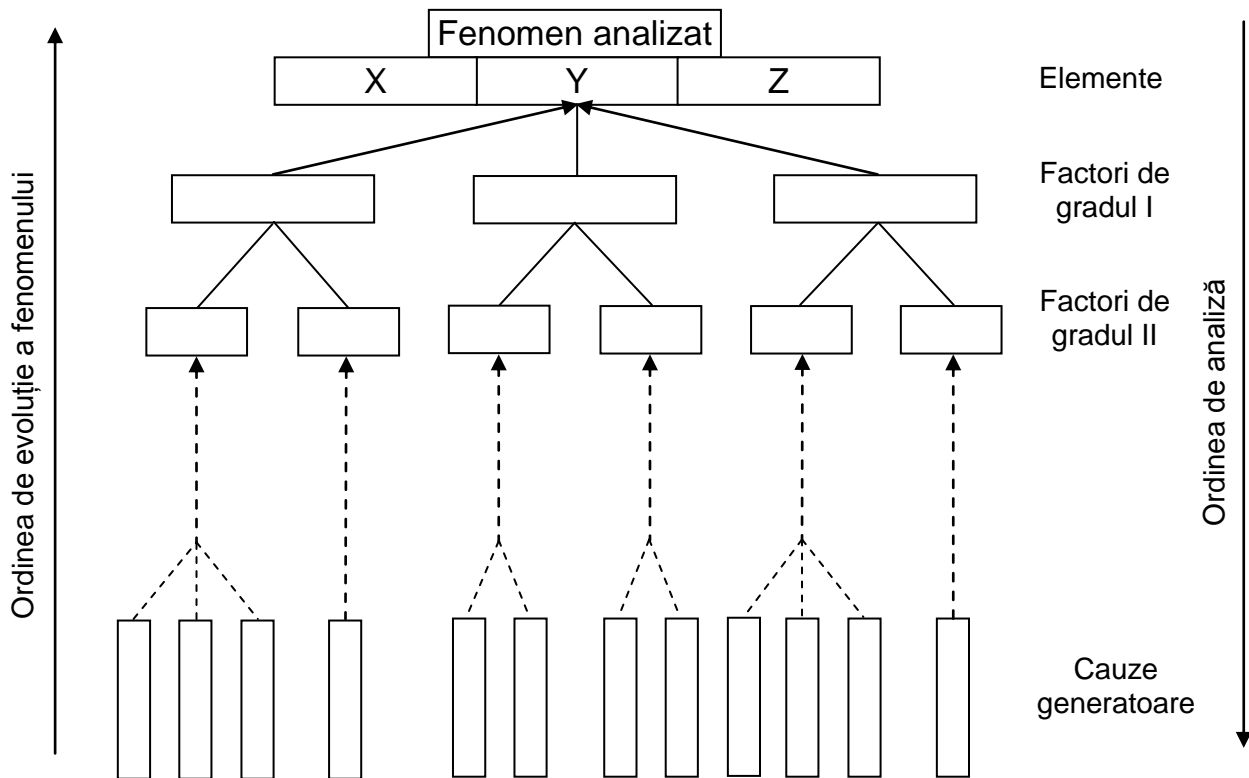 Fenomen analizat
X Y Z
Elemente
Factori de
gradul I
Factori de
gradul II
Cauze
generatoare
Ordinea de evoluție a fenomenului
Ordinea de analiză